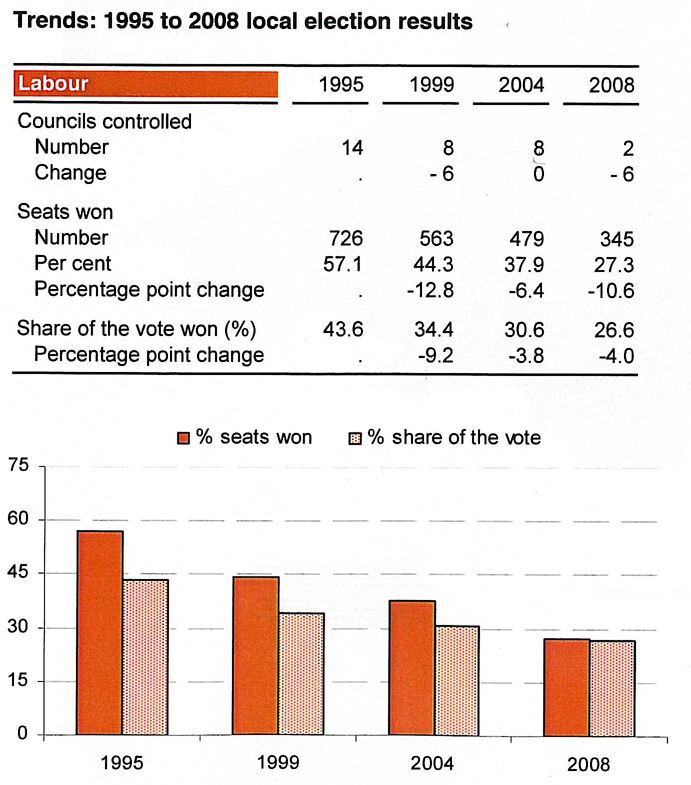 Trends: 1995 to 2008 local election results
Labour 1995 1999 2004 2008
Councils controlled
Number 14 8 8 2
Change . - 6 0 - 6
Seats won
Number 726 563 479 345
Per cent 57.1 44.3 37.9 27.3
Percentage point change . -12.8 -6.4 -10.6
Share of the vote won (%) 43.6 34.4 30.6 26.6
Percentage point change . -9.2 -3.8 -4.0
% seats won % share of the vote
75
60
45
30
15
0
1995 1999 2004 2008